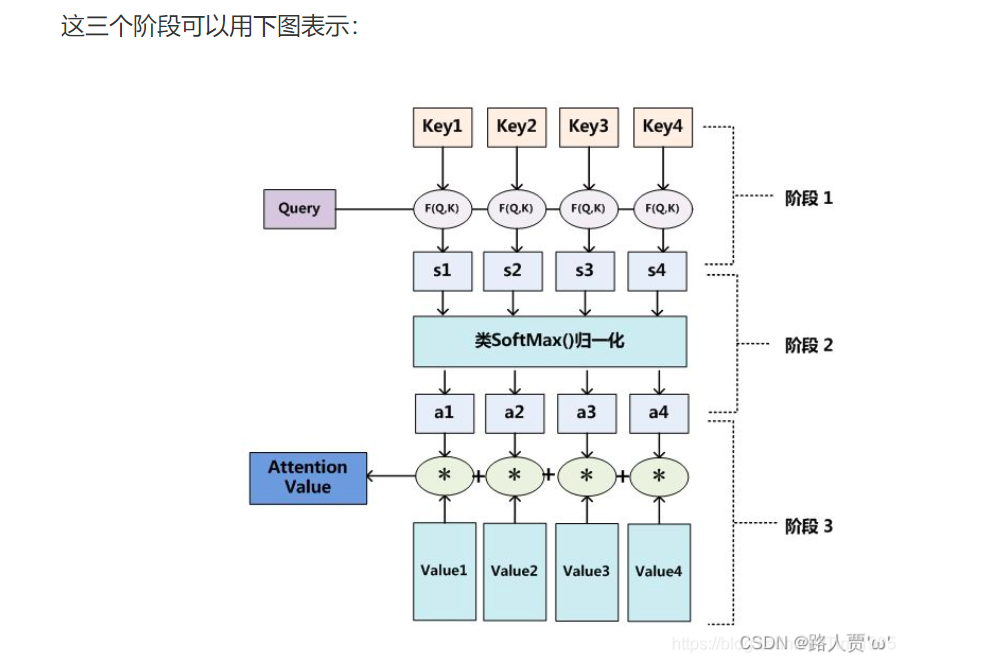 这三个阶段可以用下图表示：
Key1 Key2 Key3 Key4
阶段 1
Query F(Q,K) F(Q,K) F(Q,K) F(Q,K)
s1 s2 s3 s4
类SoftMax()归一化
阶段 2
a1 a2 a3 a4
Attention
Value
* + * + * + *
阶段 3
Value1 Value2 Value3 Value4
https://blog
CSDN @路人贾'ω'